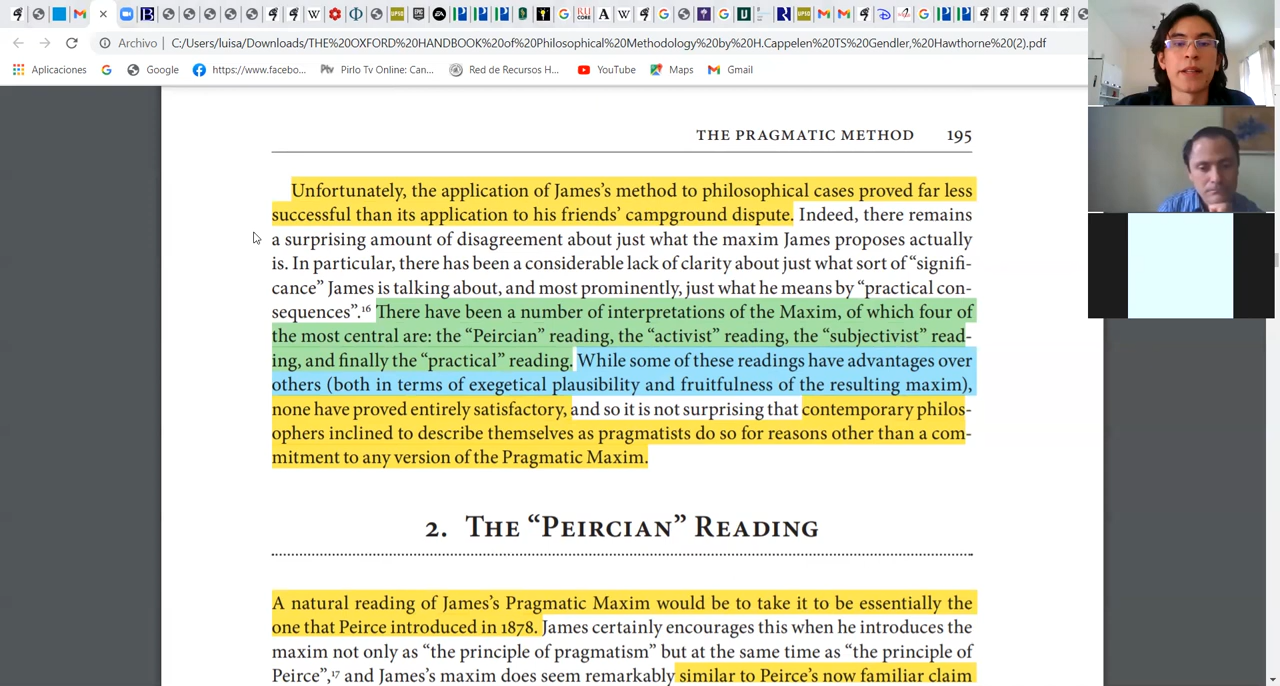 Archivo
C:/Users/luisa/Downloads/THE%20OXFORD%20HANDBOOK%20of%20Philosophical%20Methodology%20by%20H.Cappelen%20TS%20Gendler,%20Hawthorne%20(2).pdf
Aplicaciones
Google
https://www.facebo...
Ptv Pirlo Tv Online: Can...
Red de Recursos H...
YouTube
Maps
Gmail
THE PRAGMATIC METHOD 195
Unfortunately, the application of James's method to philosophical cases proved far less
successful than its application to his friends' campground dispute. Indeed, there remains
a surprising amount of disagreement about just what the maxim James proposes actually
is. In particular, there has been a considerable lack of clarity about just what sort of “signifi-
cance” James is talking about, and most prominently, just what he means by “practical con-
sequences”.16 There have been a number of interpretations of the Maxim, of which four of
the most central are: the “Peircian” reading, the “activist” reading, the “subjectivist” read-
ing, and finally the “practical” reading. While some of these readings have advantages over
others (both in terms of exegetical plausibility and fruitfulness of the resulting maxim),
none have proved entirely satisfactory, and so it is not surprising that contemporary philos-
ophers inclined to describe themselves as pragmatists do so for reasons other than a com-
mitment to any version of the Pragmatic Maxim.
2. The “Peircian” Reading
A natural reading of James's Pragmatic Maxim would be to take it to be essentially the
one that Peirce introduced in 1878. James certainly encourages this when he introduces the
maxim not only as “the principle of pragmatism” but at the same time as “the principle of
Peirce”,17 and James's maxim does seem remarkably similar to Peirce's now familiar claim